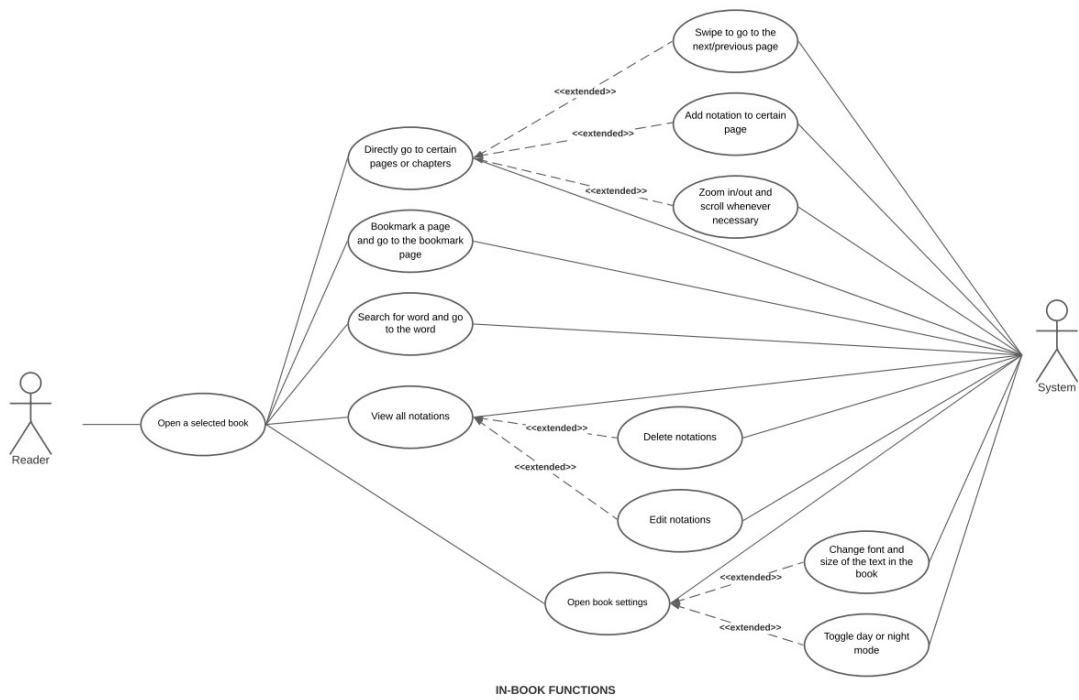 Swipe to go to the
next/previous page
<<extended>>
Add notation to certain
page
<<extended>>
Directly go to certain
pages or chapters
<<extended>>
Zoom in/out and
scroll whenever
necessary
Bookmark a page
and go to the bookmark
page
Search for word and go
to the word
System
View all notations
<<extended>>
Delete notations
Open a selected book
Reader
<<extended>>
Edit notations
Change font and
size of the text in the
book
<<extended>>
Open book settings
<<extended>>
Toggle day or night
mode
IN-BOOK FUNCTIONS